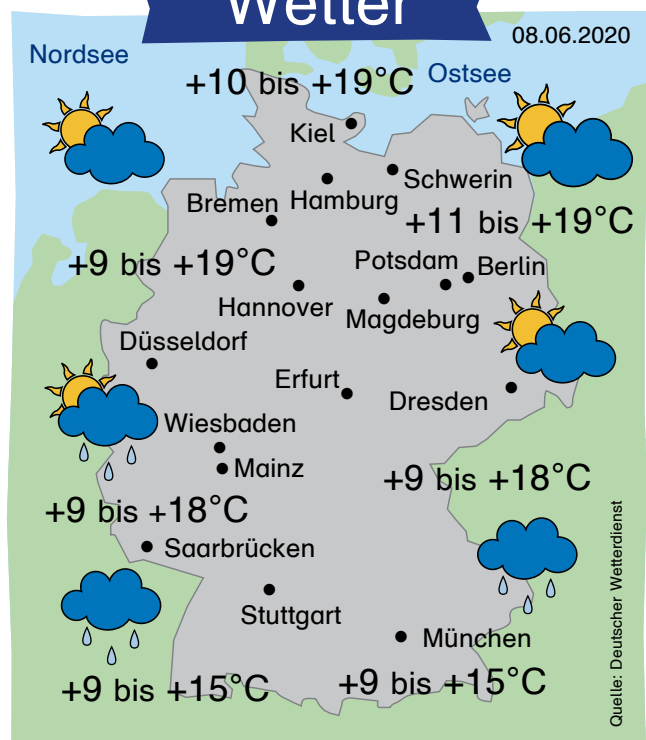 Wetter
08.06.2020
Nordsee
Ostsee
+10 bis +19°C
Kiel
Schwerin
Hamburg
Bremen
+11 bis +19°C
+9 bis +19°C
Potsdam
Berlin
Hannover
Magdeburg
Düsseldorf
Erfurt
Dresden
Wiesbaden
Mainz
+9 bis +18°C
+9 bis +18°C
Saarbrücken
Stuttgart
München
+9 bis +15°C
+9 bis +15°C
Quelle: Deutscher Wetterdienst